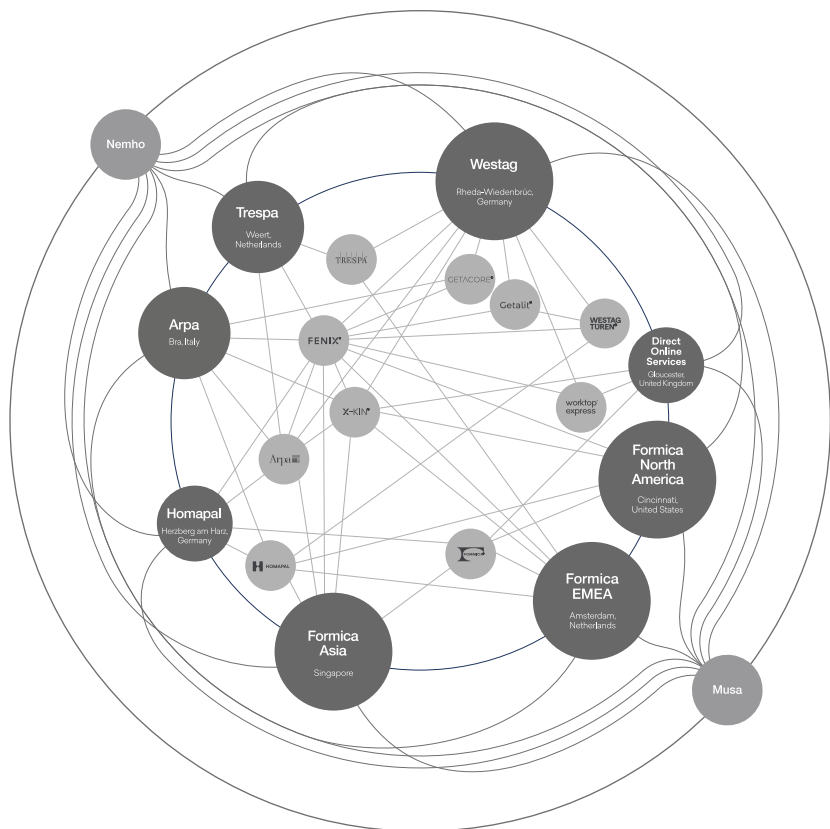 Nemho
Westag
Rheda-Wiedenbrüc,
Germany
Trespa
Weert,
Netherlands
TRESPA
GETACORE
Getalit
Arpa
Bra, Italy
FENIX
WESTAG
TÜREN
Direct
Online
Services
Gloucester,
United Kingdom
X-KIN
worktop
express
Arpa
Formica
North
America
Cincinnati,
United States
Homapal
Herzberg am Harz,
Germany
H HOMAPAL
FORMICA
Formica
EMEA
Amsterdam,
Netherlands
Formica
Asia
Singapore
Musa